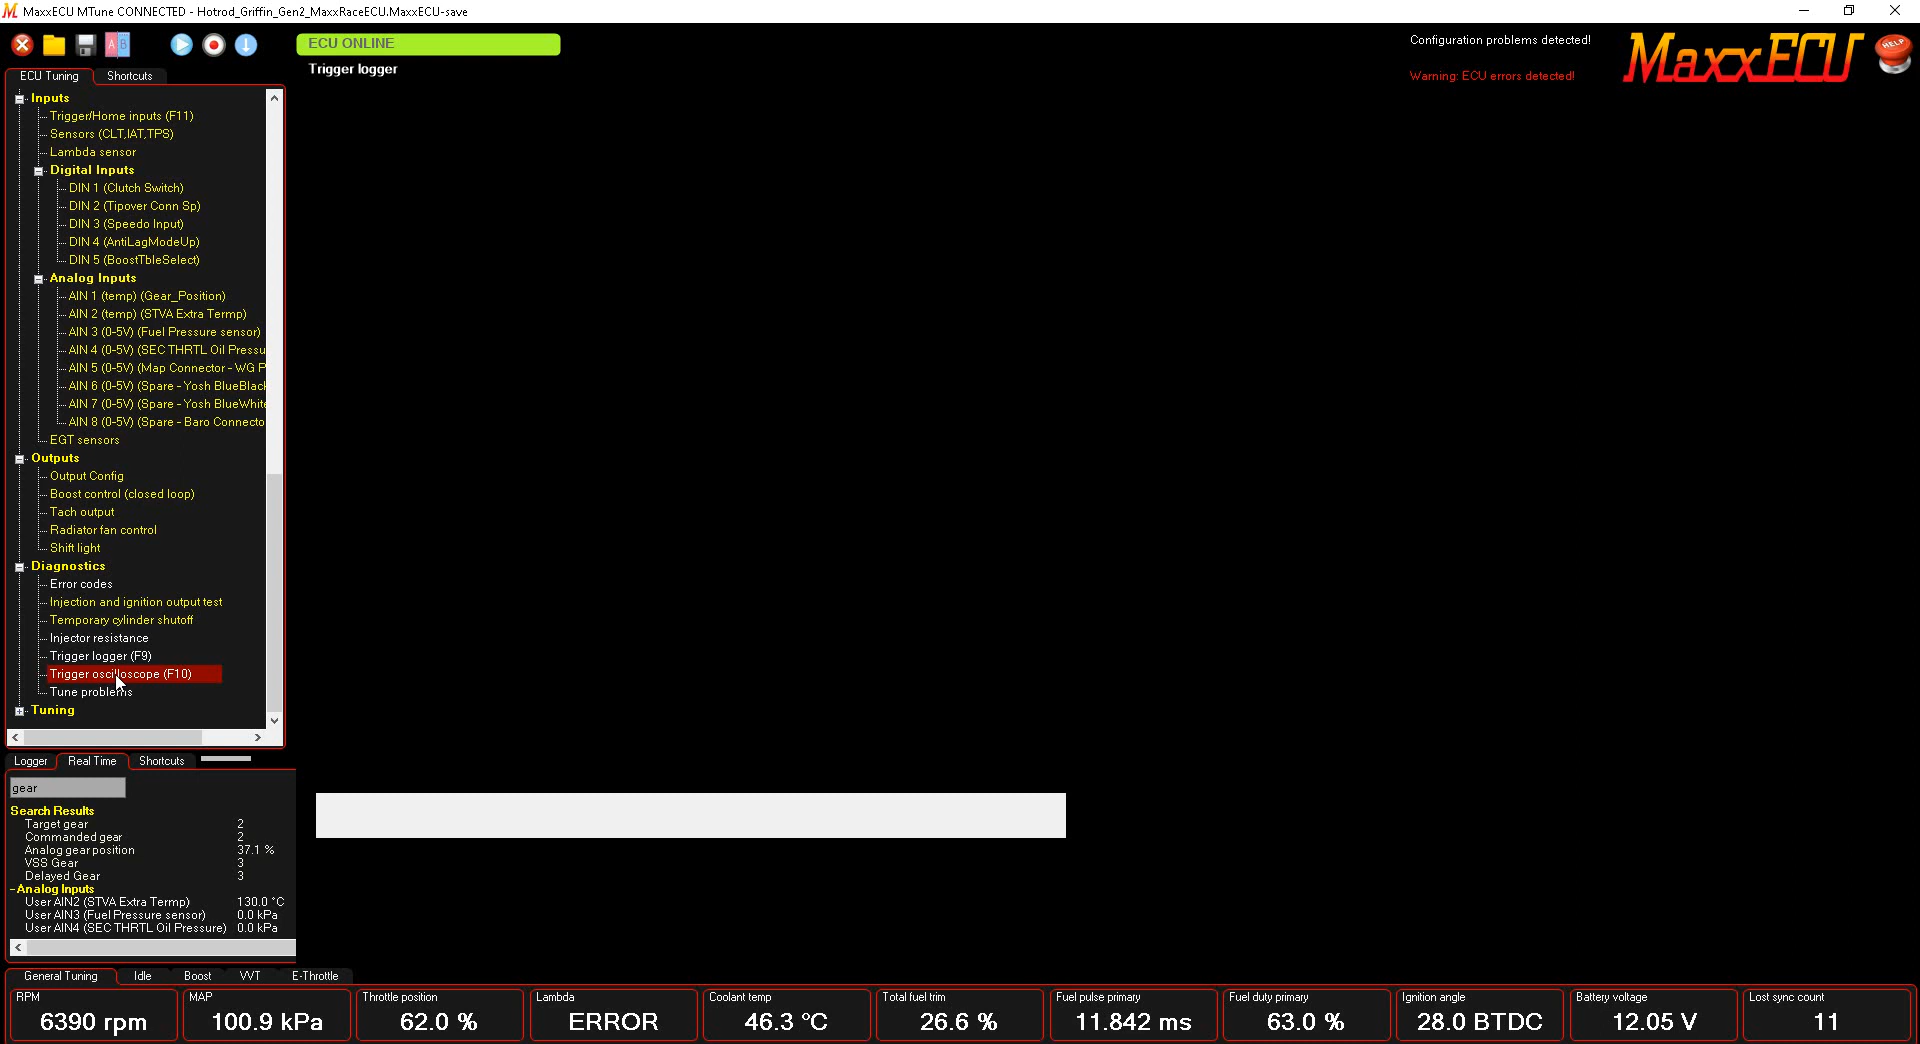 MaxxECU MTune CONNECTED - Hotrod_Griffin_Gen2_MaxxRaceECU.MaxxECU-save
A B
ECU ONLINE
Configuration problems detected!
MaxxECU
HELP
Trigger logger
Warning: ECU errors detected!
ECU Tuning Shortcuts
Inputs
Trigger/Home inputs (F11)
Sensors (CLT,IAT,TPS)
Lambda sensor
Digital Inputs
DIN 1 (Clutch Switch)
DIN 2 (Tipover Conn Sp)
DIN 3 (Speedo Input)
DIN 4 (AntiLagModeUp)
DIN 5 (BoostTbleSelect)
Analog Inputs
AIN 1 (temp) (Gear_Position)
AIN 2 (temp) (STVA Extra Termp)
AIN 3 (0-5V) (Fuel Pressure sensor)
AIN 4 (0-5V) (SEC THRTL Oil Pressu
AIN 5 (0-5V) (Map Connector - WG P
AIN 6 (0-5V) (Spare - Yosh BlueBlack
AIN 7 (0-5V) (Spare - Yosh BlueWhite
AIN 8 (0-5V) (Spare - Baro Connecto
EGT sensors
Outputs
Output Config
Boost control (closed loop)
Tach output
Radiator fan control
Shift light
Diagnostics
Error codes
Injection and ignition output test
Temporary cylinder shutoff
Injector resistance
Trigger logger (F9)
Trigger oscilloscope (F10)
Tune problems
Tuning
Logger Real Time Shortcuts
gear
Search Results
Target gear 2
Commanded gear 2
Analog gear position 37.1 %
VSS Gear 3
Delayed Gear 3
-Analog Inputs
User AIN2 (STVA Extra Termp) 130.0 °C
User AIN3 (Fuel Pressure sensor) 0.0 kPa
User AIN4 (SEC THRTL Oil Pressure) 0.0 kPa
General Tuning Idle Boost VVT E-Throttle
RPM MAP Throttle position Lambda Coolant temp Total fuel trim Fuel pulse primary Fuel duty primary Ignition angle Battery voltage Lost sync count
6390 rpm 100.9 kPa 62.0 % ERROR 46.3 °C 26.6 % 11.842 ms 63.0 % 28.0 BTDC 12.05 V 11